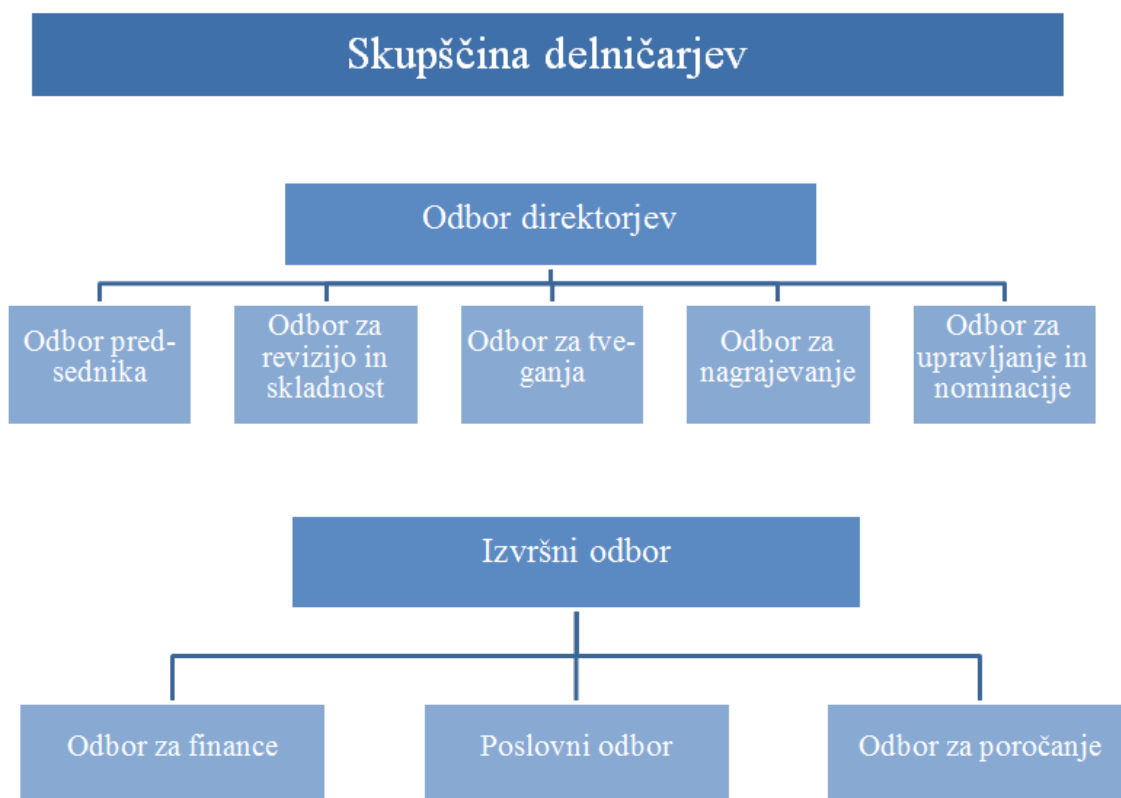 Skupščina delničarjev
Odbor direktorjev
Odbor pred-
sednika
Odbor za
revizijo in
skladnost
Odbor za tve-
ganja
Odbor za
nagrajevanje
Odbor za
upravljanje in
nominacije
Izvršni odbor
Odbor za finance
Poslovni odbor
Odbor za poročanje